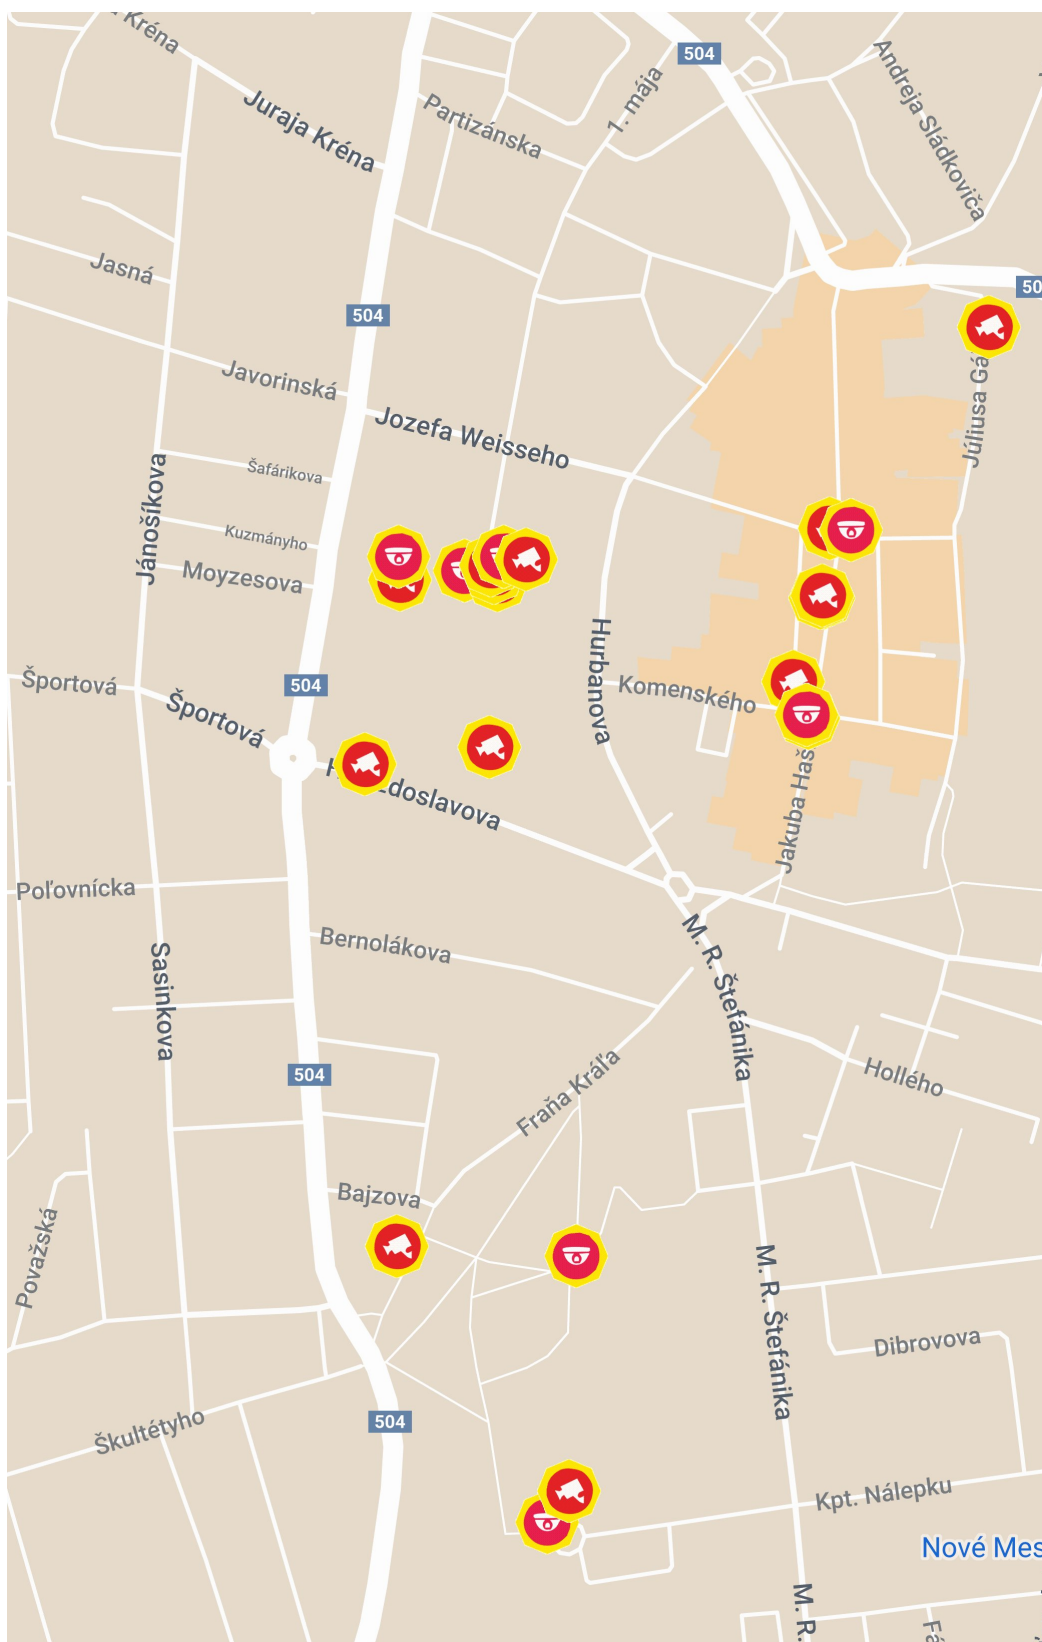 Kréna
504
Andreja Sládkoviča
Juraja Kréna
Partizánska
1. mája
Jasná
504
50
Javorinská
Jozefa Weisseho
Júliusa Gá
Šafárikova
Jánošíkova
Kuzmányho
Moyzesova
Hurbanova
Športová
504
Komenského
Športová
doslavova
Jakuba Haš
Poľovnícka
Bernolákova
M. R. Štefánika
Sasinkova
504
Fraňa Kráľa
Hollého
Bajzova
Považská
M. R. Štefánika
Dibrovova
504
Škultétyho
Kpt. Nálepku
Nové Mes
M. R.
Fá